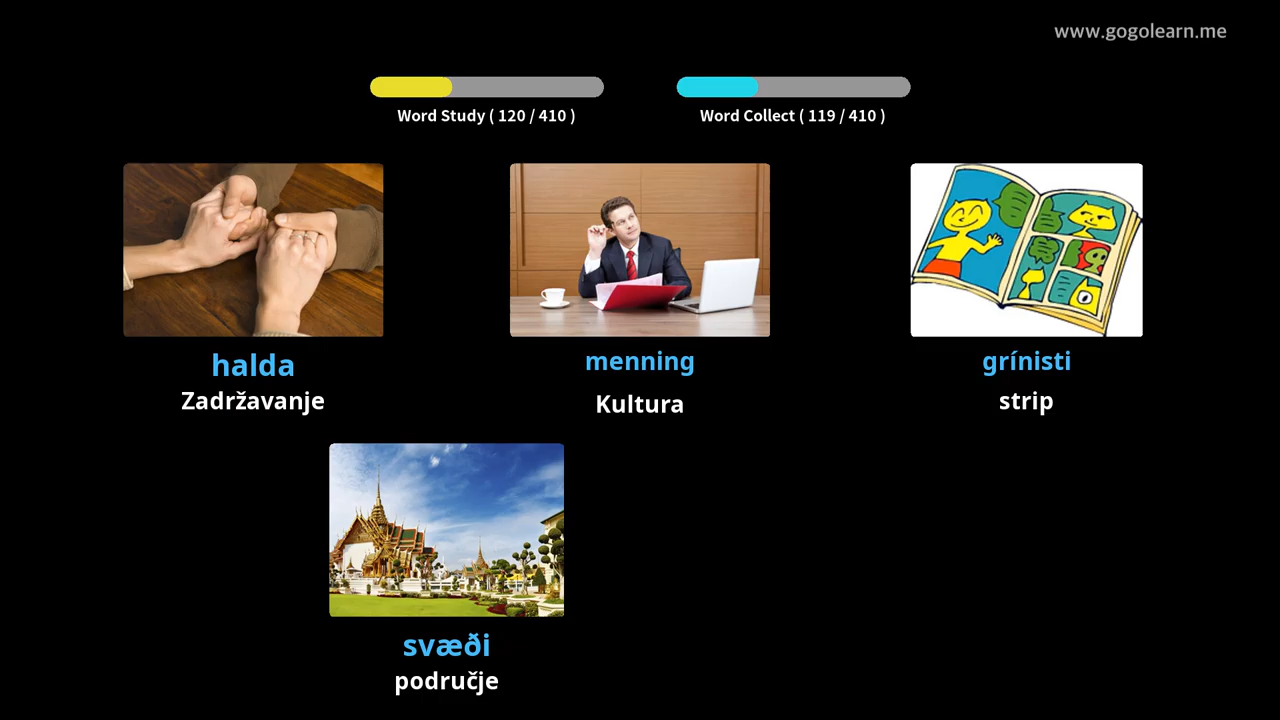 www.gogolearn.me
Word Study ( 120 / 410 )
Word Collect ( 119 / 410 )
halda
Zadržavanje
menning
Kultura
grínisti
strip
svæði
područje